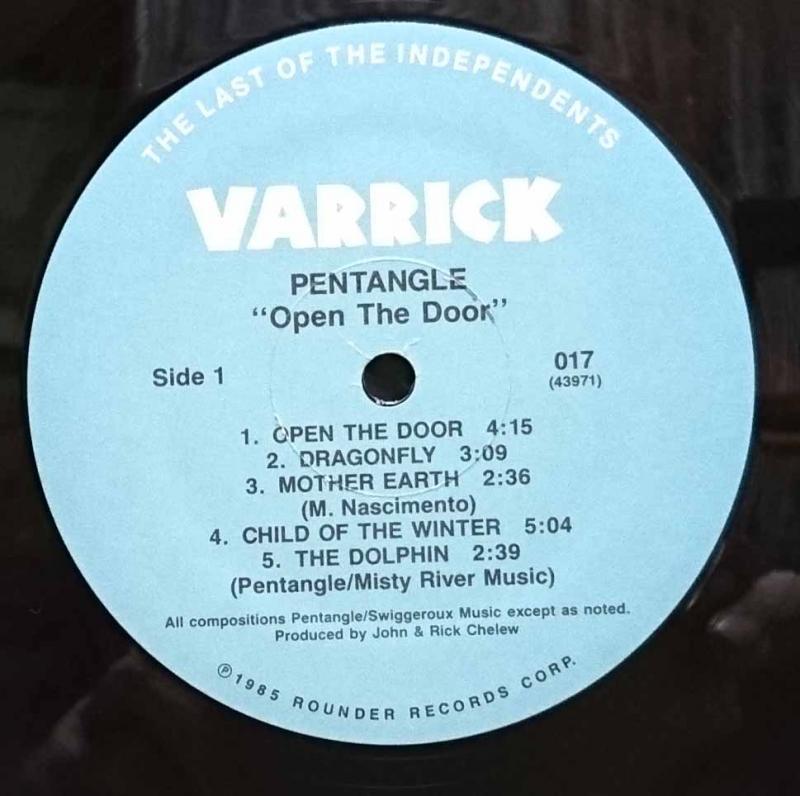 THE LAST OF THE INDEPENDENTS
VARRICK
PENTANGLE
“Open The Door”
Side 1
017
(43971)
1. OPEN THE DOOR 4:15
2. DRAGONFLY 3:09
3. MOTHER EARTH 2:36
(M. Nascimento)
4. CHILD OF THE WINTER 5:04
5. THE DOLPHIN 2:39
(Pentangle/Misty River Music)
All compositions Pentangle/Swiggeroux Music except as noted.
Produced by John & Rick Chelew
℗1985 ROUNDER RECORDS CORP.